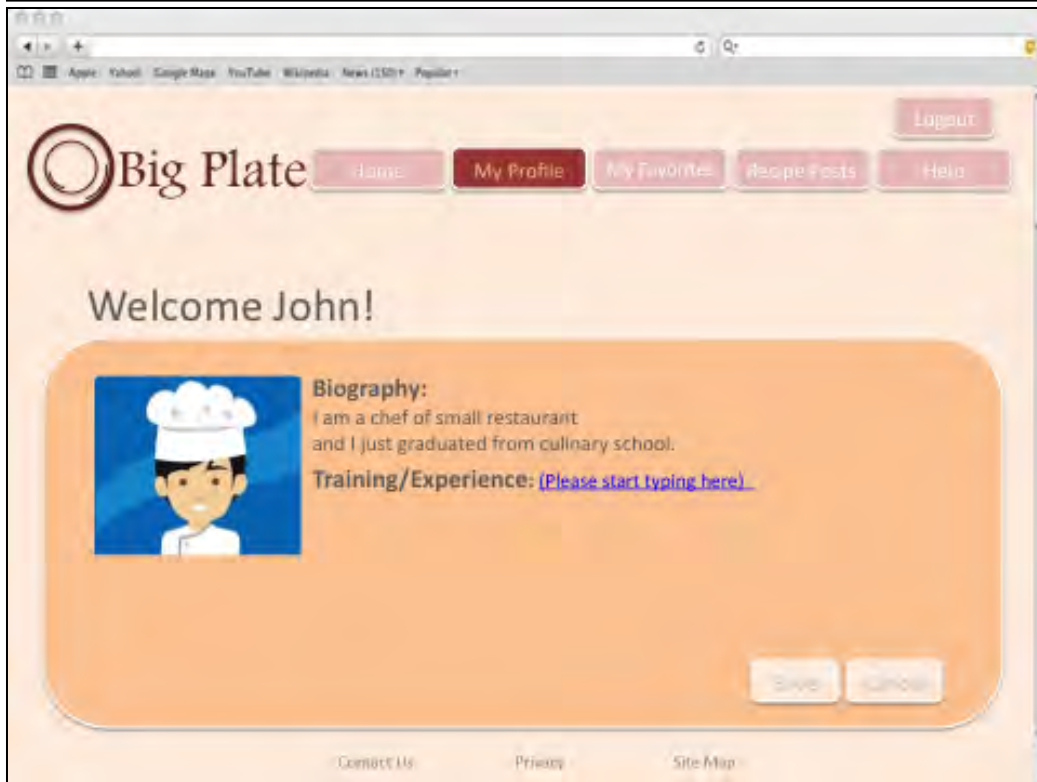 Apple Yahoo! Google Maps YouTube Wikipedia News (150) Popular
Logout
Big Plate
Home My Profile My Favorites Recipe Posts Help
Welcome John!
Biography:
I am a chef of small restaurant
and I just graduated from culinary school.
Training/Experience: (Please start typing here)
Save Cancel
Contact Us Privacy Site Map